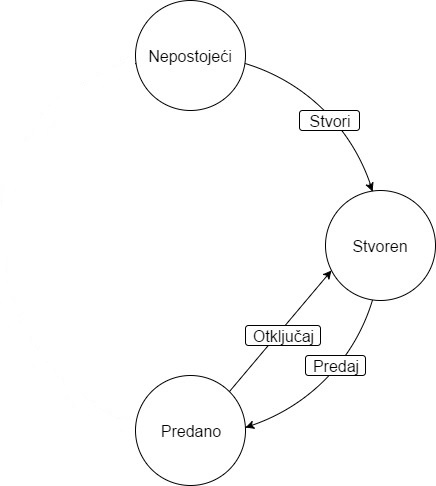 Nepostojeći
Stvori
Stvoren
Otključaj
Predaj
Predano